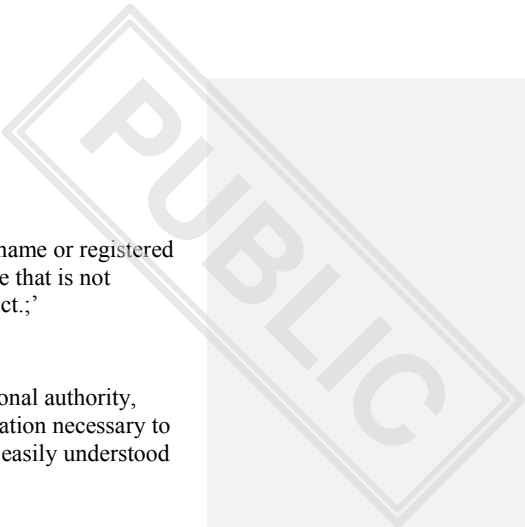 name or registered
e that is not
ct.;’
onal authority,
ation necessary to
easily understood
PUBLIC